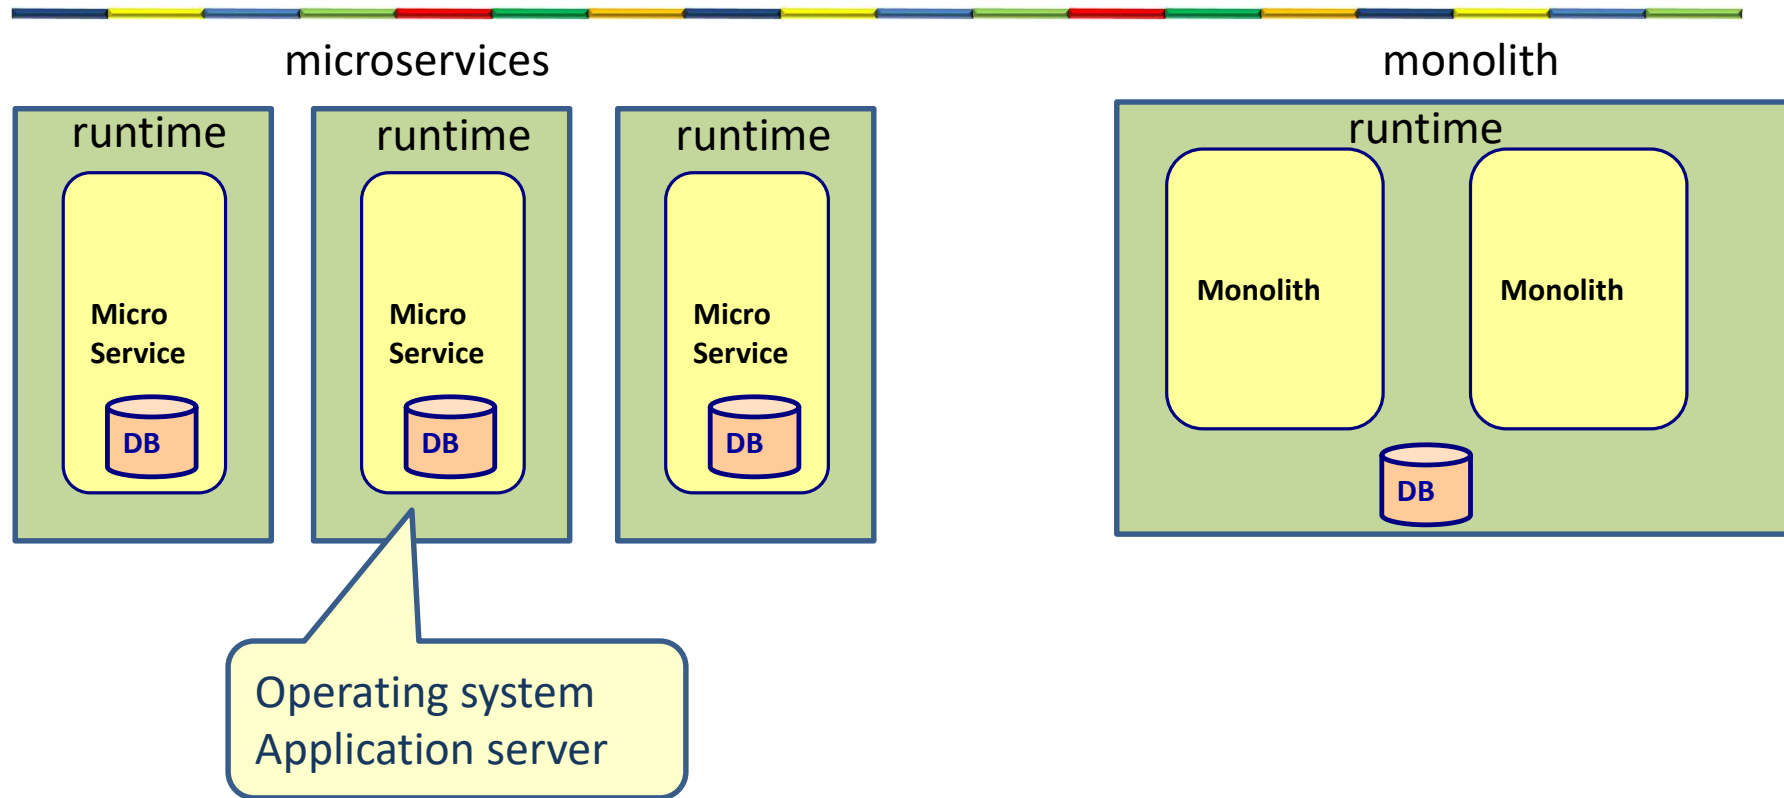 microservices
runtime
Micro
Service
DB
runtime
Micro
Service
DB
runtime
Micro
Service
DB
Operating system
Application server
monolith
runtime
Monolith
Monolith
DB